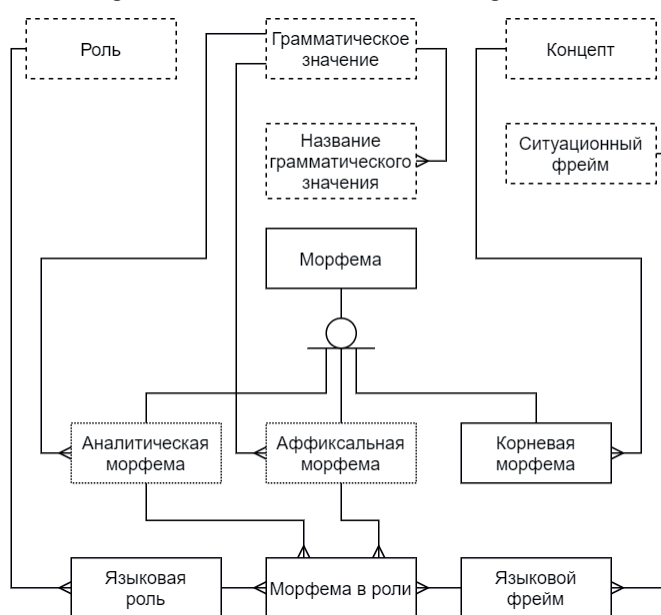 Роль
Грамматическое
значение
Концепт
Название
грамматического
значения
Ситуационный
фрейм
Морфема
Аналитическая
морфема
Аффиксальная
морфема
Корневая
морфема
Языковая
роль
Морфема в роли
Языковой
фрейм